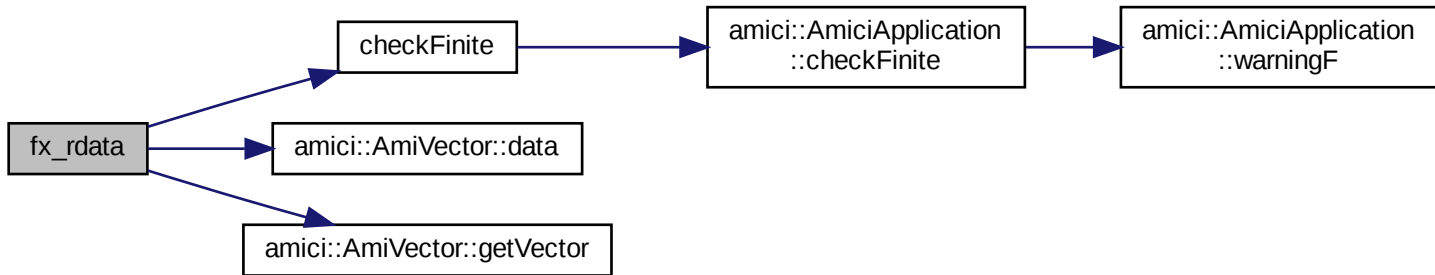 fx_rdata
checkFinite
amici::AmiciApplication
::checkFinite
amici::AmiciApplication
::warningF
amici::AmiVector::data
amici::AmiVector::getVector